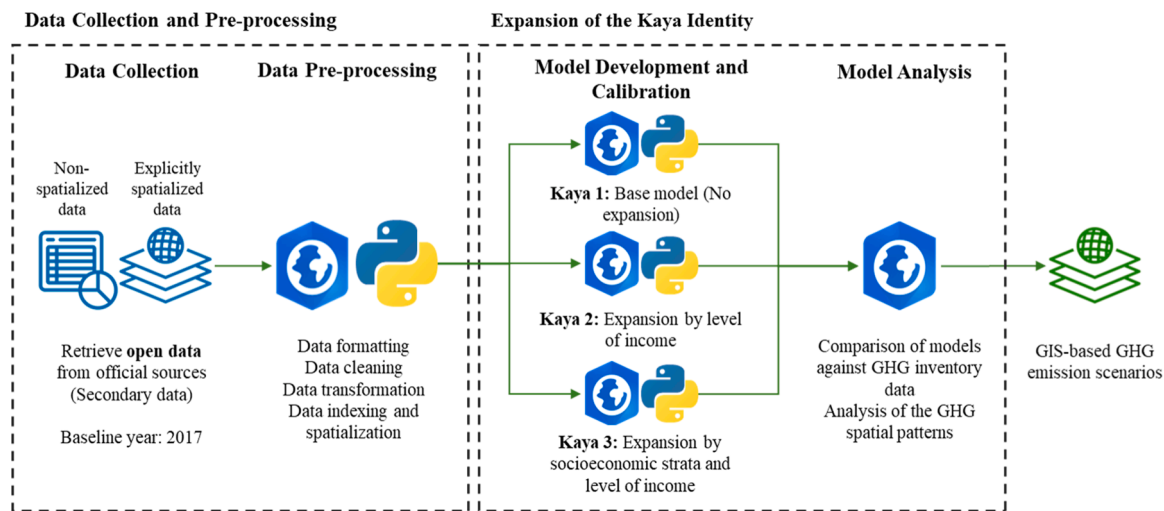 Data Collection and Pre-processing
Expansion of the Kaya Identity
Data Collection
Data Pre-processing
Model Development and
Calibration
Model Analysis
Non-
spatialized
data
Explicitly
spatialized
data
Retrieve open data
from official sources
(Secondary data)
Baseline year: 2017
Data formatting
Data cleaning
Data transformation
Data indexing and
spatialization
Kaya 1: Base model (No
expansion)
Kaya 2: Expansion by level
of income
Kaya 3: Expansion by
socioeconomic strata and
level of income
Comparison of models
against GHG inventory
data
Analysis of the GHG
spatial patterns
GIS-based GHG
emission scenarios